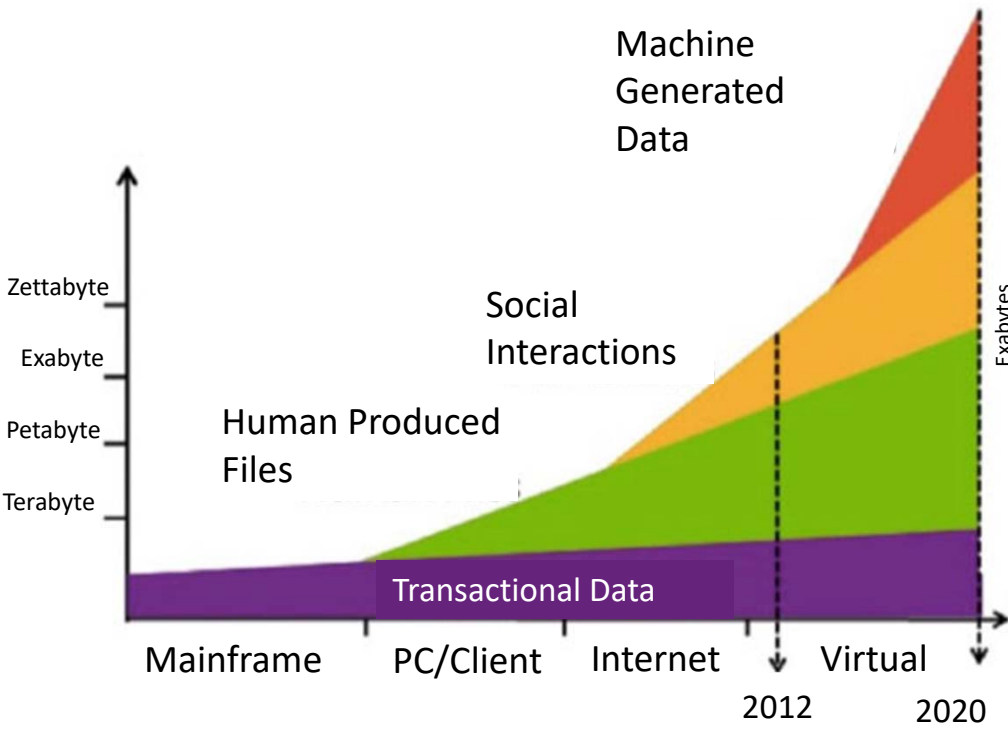 Machine
Generated
Data
Zettabyte
Social
Interactions
Exabytes
Exabyte
Human Produced
Files
Petabyte
Terabyte
Transactional Data
Mainframe
PC/Client
Internet
Virtual
2012
2020